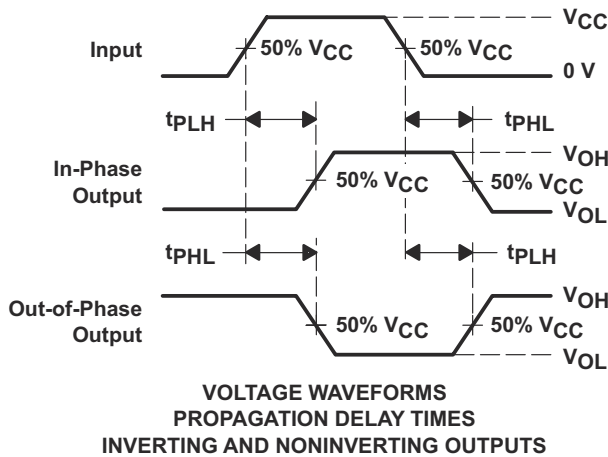 VCC
Input
50% VCC
50% VCC
0 V
tPLH
tPHL
VOH
In-Phase
Output
50% VCC
50% VCC
VOL
tPHL
tPLH
VOH
Out-of-Phase
Output
50% VCC
50% VCC
VOL
VOLTAGE WAVEFORMS
PROPAGATION DELAY TIMES
INVERTING AND NONINVERTING OUTPUTS